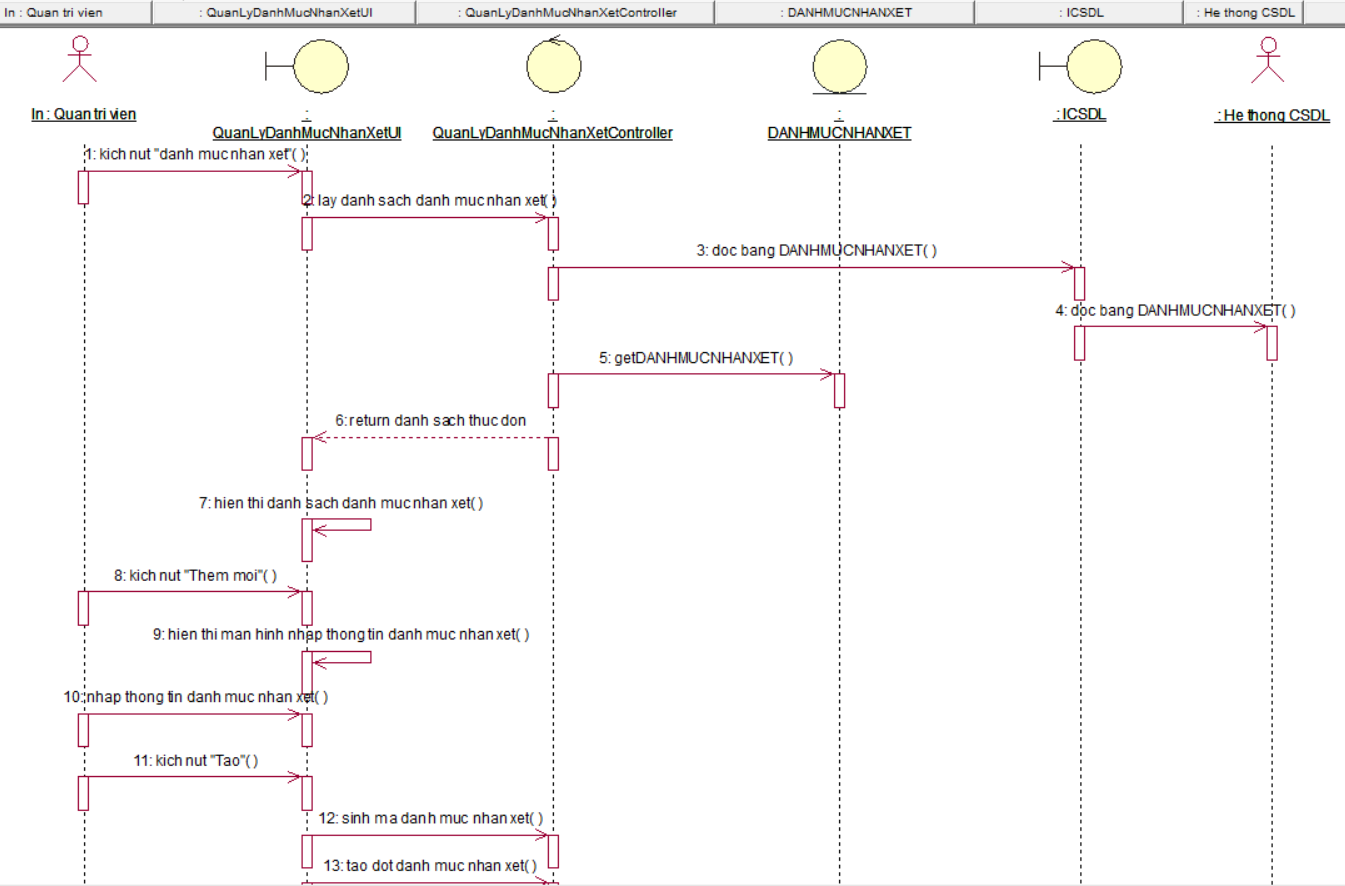 In : Quan tri vien
: QuanLyDanhMucNhanXetUI
: QuanLyDanhMucNhanXetController
: DANHMUCNHANXET
: ICSDL
: He thong CSDL
In : Quan tri vien
:
QuanLyDanhMucNhanXetUI
:
QuanLyDanhMucNhanXetController
:
DANHMUCNHANXET
: ICSDL
: He thong CSDL
1: kich nut "danh muc nhan xet"( )
2: lay danh sach danh muc nhan xet( )
3: doc bang DANHMUCNHANXET( )
4: doc bang DANHMUCNHANXET( )
5: getDANHMUCNHANXET( )
6: return danh sach thuc don
7: hien thi danh sach danh muc nhan xet( )
8: kich nut "Them moi"( )
9: hien thi man hinh nhap thong tin danh muc nhan xet( )
10: nhap thong tin danh muc nhan xet( )
11: kich nut "Tao"( )
12: sinh ma danh muc nhan xet( )
13: tao dot danh muc nhan xet( )